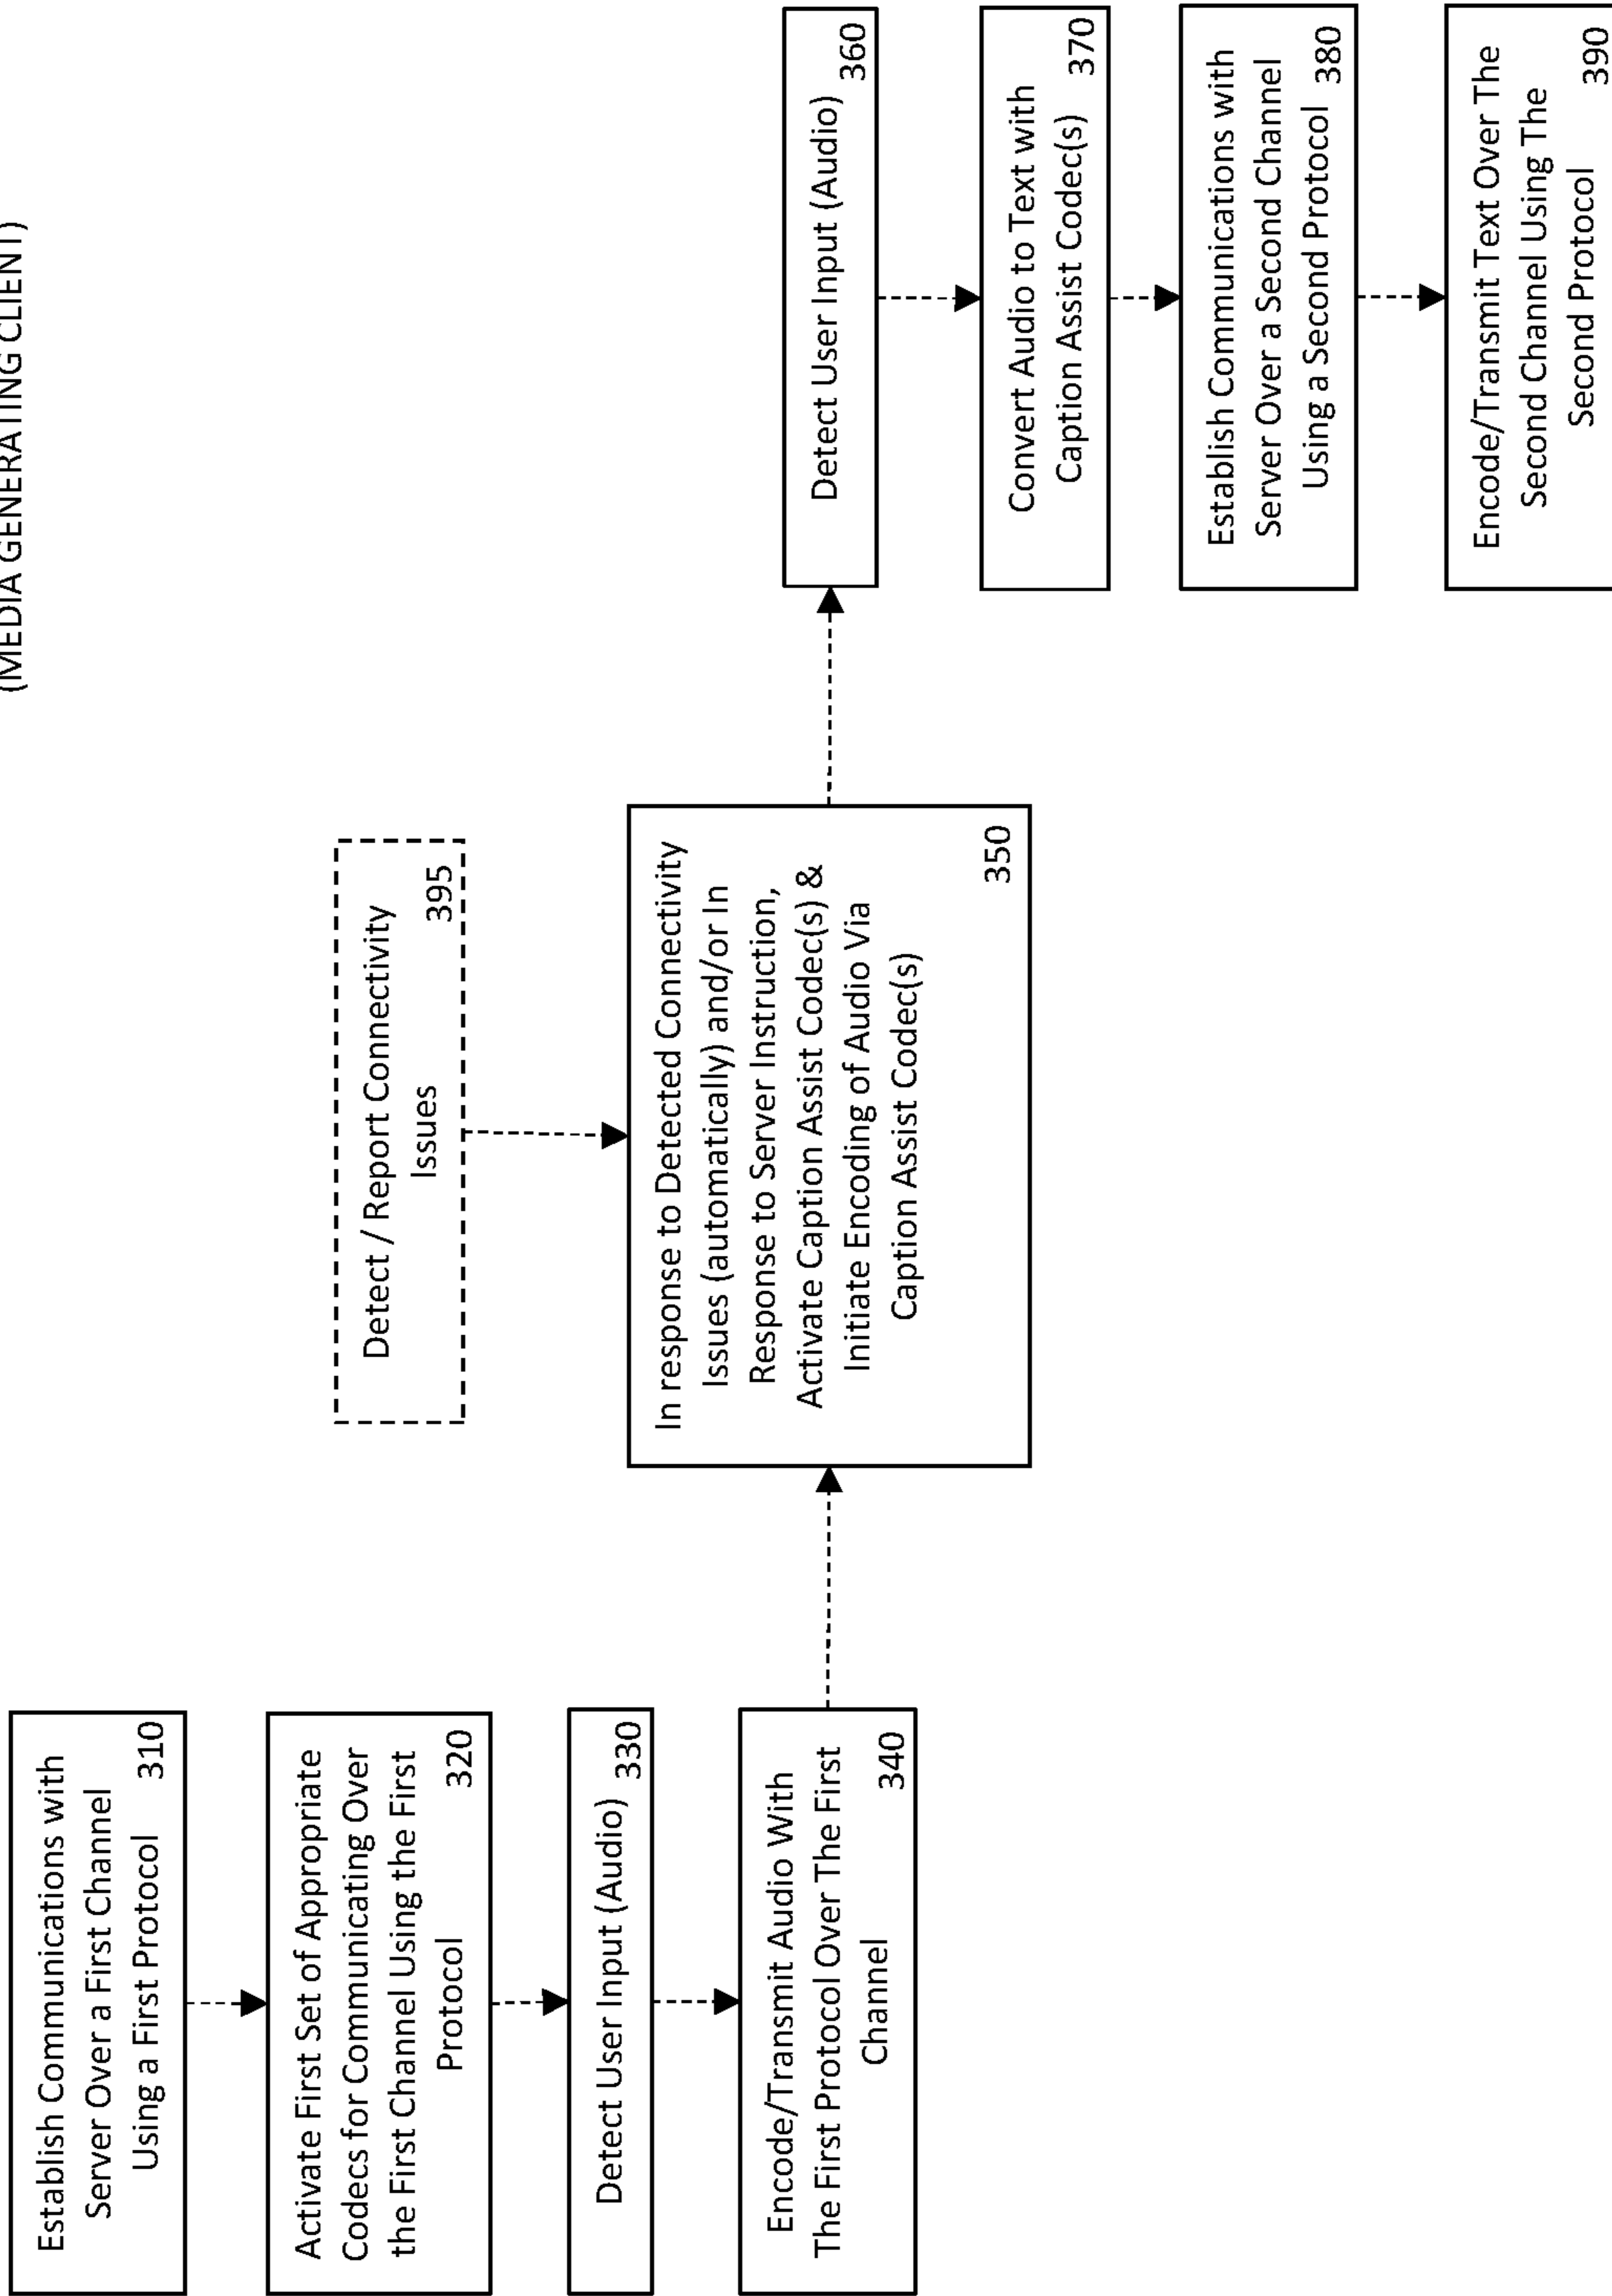 (MEDIA GENERATING CLIENT)
Establish Communications with
Server Over a First Channel
Using a First Protocol
310
Activate First Set of Appropriate
Codecs for Communicating Over
the First Channel Using the First
Protocol
320
Detect User Input (Audio)
330
Encode/Transmit Audio With
The First Protocol Over The First
Channel
340
Detect / Report Connectivity
Issues
395
In response to Detected Connectivity
Issues (automatically) and/or In
Response to Server Instruction,
Activate Caption Assist Codec(s) &
Initiate Encoding of Audio Via
Caption Assist Codec(s)
350
Detect User Input (Audio)
360
Convert Audio to Text with
Caption Assist Codec(s)
370
Establish Communications with
Server Over a Second Channel
Using a Second Protocol
380
Encode/Transmit Text Over The
Second Channel Using The
Second Protocol
390